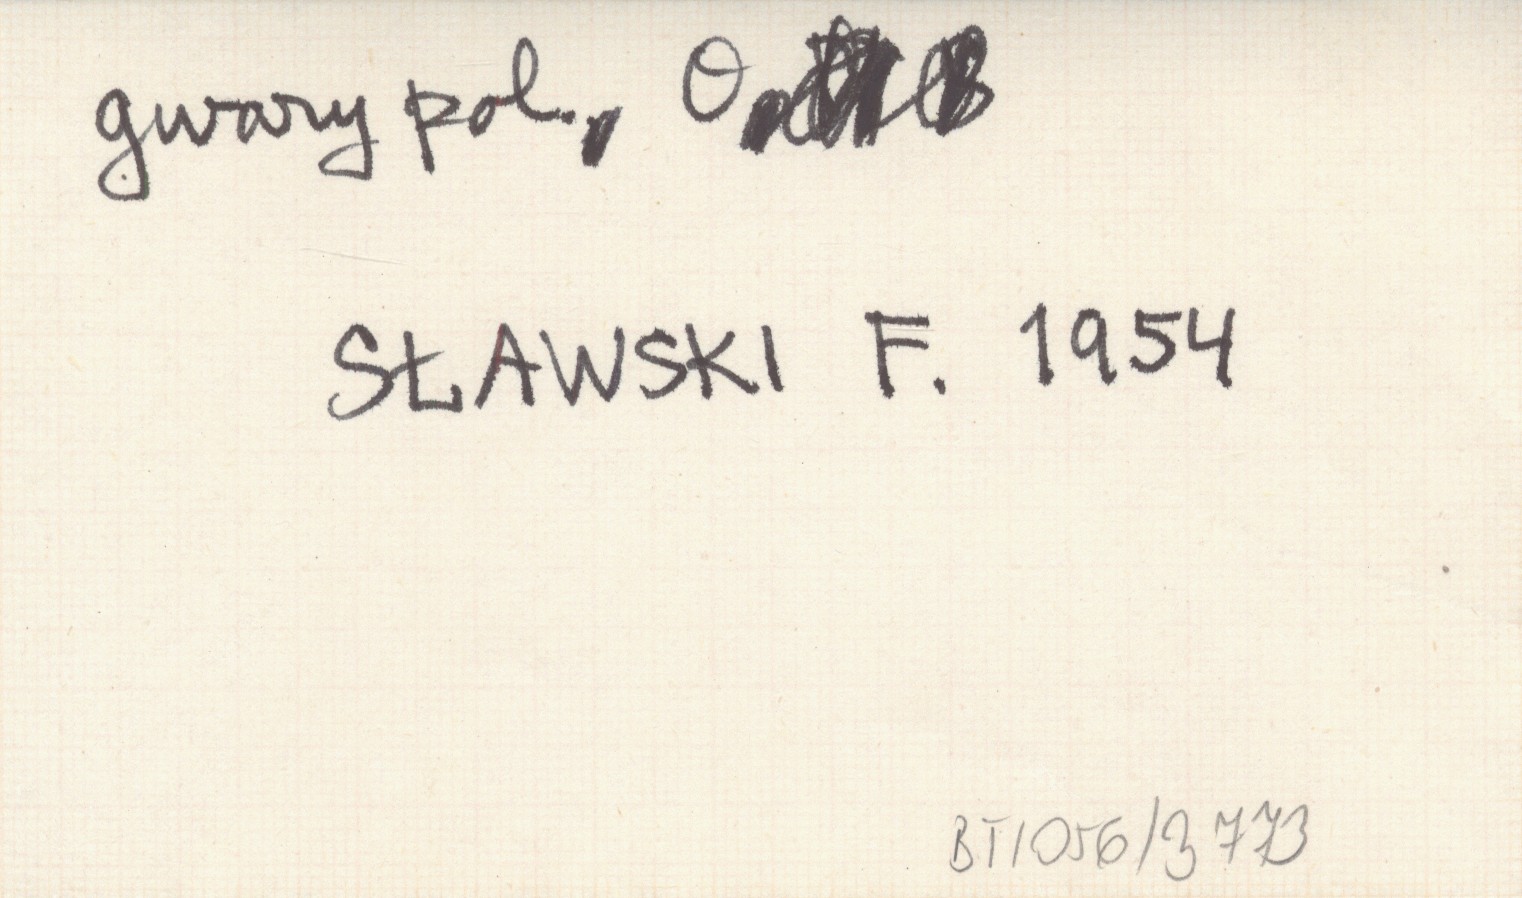 gwary pol., O
SŁAWSKI F. 1954
BT1056/3773